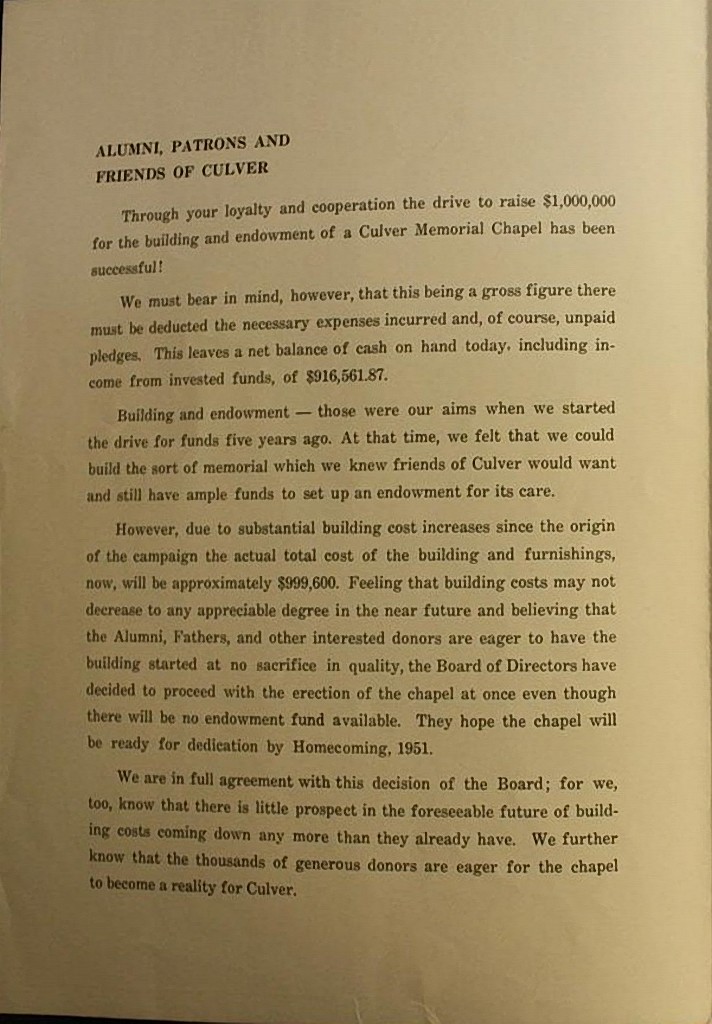 ALUMNI, PATRONS AND
FRIENDS OF CULVER
Through your loyalty and cooperation the drive to raise $1,000,000
for the building and endowment of a Culver Memorial Chapel has been
successful!
We must bear in mind, however, that this being a gross figure there
must be deducted the necessary expenses incurred and, of course, unpaid
pledges. This leaves a net balance of cash on hand today, including in-
come from invested funds, of $916,561.87.
Building and endowment — those were our aims when we started
the drive for funds five years ago. At that time, we felt that we could
build the sort of memorial which we knew friends of Culver would want
and still have ample funds to set up an endowment for its care.
However, due to substantial building cost increases since the origin
of the campaign the actual total cost of the building and furnishings,
now, will be approximately $999,600. Feeling that building costs may not
decrease to any appreciable degree in the near future and believing that
the Alumni, Fathers, and other interested donors are eager to have the
building started at no sacrifice in quality, the Board of Directors have
decided to proceed with the erection of the chapel at once even though
there will be no endowment fund available. They hope the chapel will
be ready for dedication by Homecoming, 1951.
We are in full agreement with this decision of the Board; for we,
too, know that there is little prospect in the foreseeable future of build-
ing costs coming down any more than they already have. We further
know that the thousands of generous donors are eager for the chapel
to become a reality for Culver.